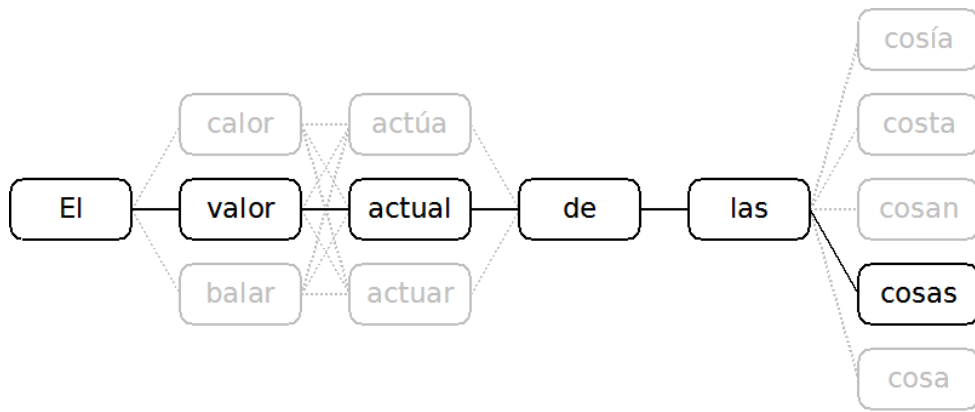 cosía
calor actúa costa
El valor actual de las cosan
balar actuar cosas
cosa